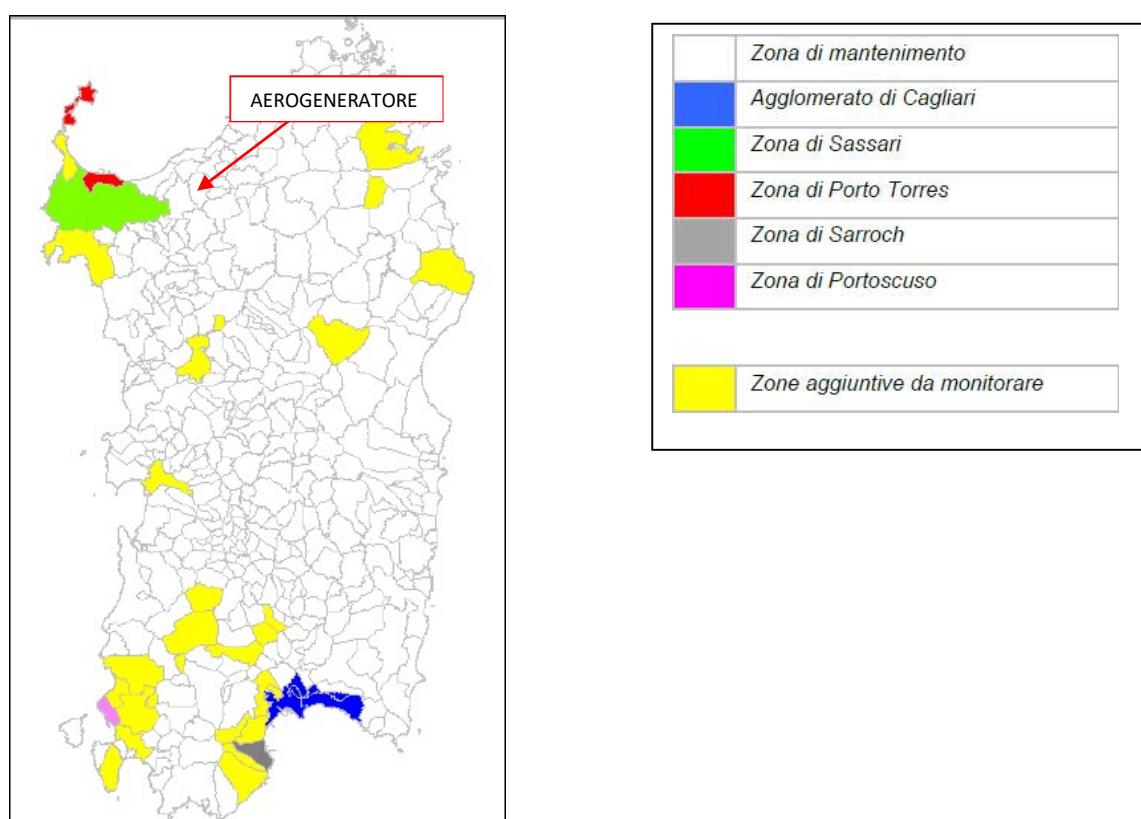 AEROGENERATORE
Zona di mantenimento
Agglomerato di Cagliari
Zona di Sassari
Zona di Porto Torres
Zona di Sarroch
Zona di Portoscuso
Zone aggiuntive da monitorare